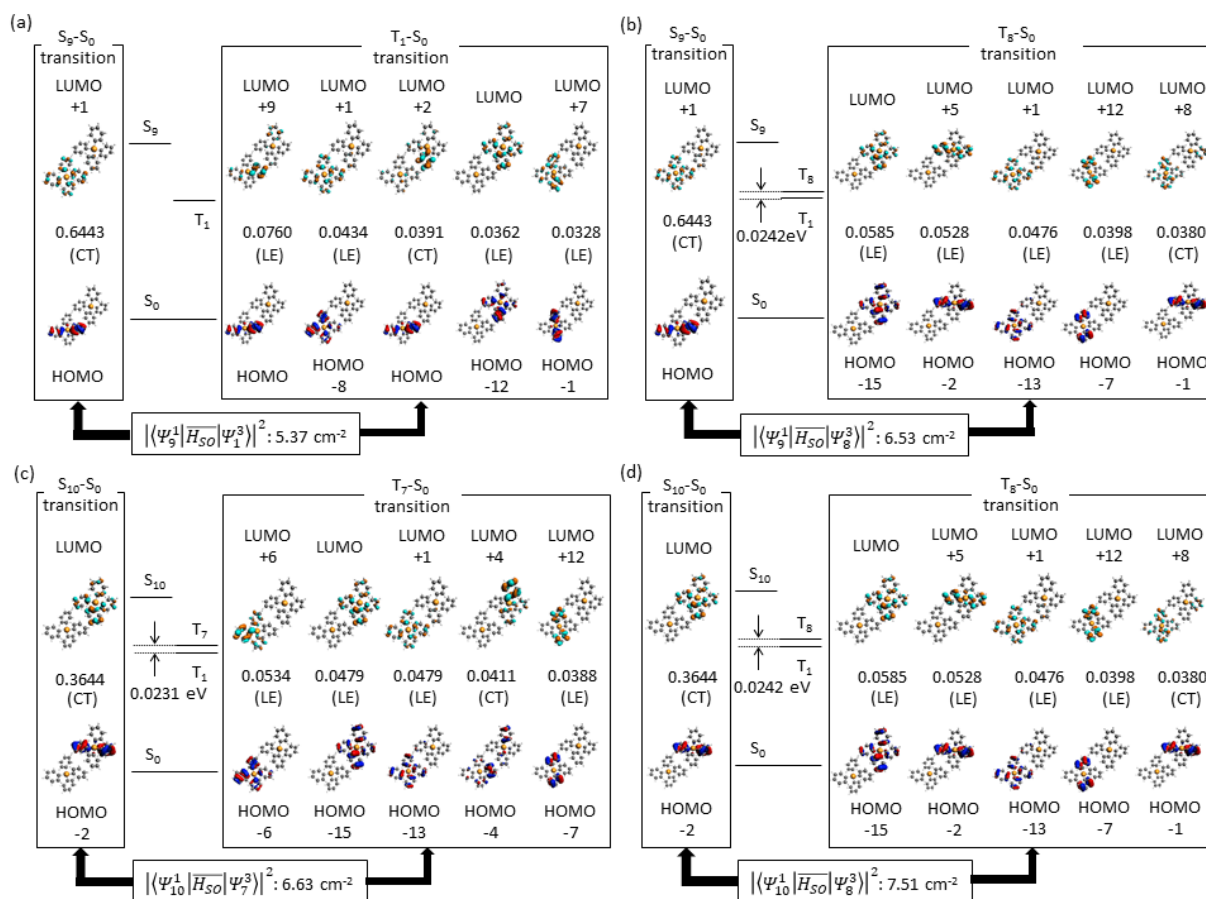 (a)
S9-S0
transition
T1-S0
transition
LUMO
+1
LUMO
+9
LUMO
+1
LUMO
+2
LUMO
LUMO
+7
S9
T1
0.6443
(CT)
0.0760
(LE)
0.0434
(LE)
0.0391
(CT)
0.0362
(LE)
0.0328
(LE)
S0
HOMO
HOMO
HOMO
-8
HOMO
HOMO
-12
HOMO
-1
|⟨Ψ₉¹|H̅_SO|Ψ₁³⟩|²: 5.37 cm⁻²
(b)
S9-S0
transition
T8-S0
transition
LUMO
+1
LUMO
LUMO
+5
LUMO
+1
LUMO
+12
LUMO
+8
S9
T8
T1
0.0242eV
0.6443
(CT)
0.0585
(LE)
0.0528
(LE)
0.0476
(LE)
0.0398
(LE)
0.0380
(CT)
S0
HOMO
HOMO
-15
HOMO
-2
HOMO
-13
HOMO
-7
HOMO
-1
|⟨Ψ₉¹|H̅_SO|Ψ₈³⟩|²: 6.53 cm⁻²
(c)
S10-S0
transition
T7-S0
transition
LUMO
LUMO
+6
LUMO
LUMO
+1
LUMO
+4
LUMO
+12
S10
T7
T1
0.0231 eV
0.3644
(CT)
0.0534
(LE)
0.0479
(LE)
0.0479
(LE)
0.0411
(CT)
0.0388
(LE)
S0
HOMO
-2
HOMO
-6
HOMO
-15
HOMO
-13
HOMO
-4
HOMO
-7
|⟨Ψ₁₀¹|H̅_SO|Ψ₇³⟩|²: 6.63 cm⁻²
(d)
S10-S0
transition
T8-S0
transition
LUMO
LUMO
LUMO
+5
LUMO
+1
LUMO
+12
LUMO
+8
S10
T8
T1
0.0242 eV
0.3644
(CT)
0.0585
(LE)
0.0528
(LE)
0.0476
(LE)
0.0398
(LE)
0.0380
(CT)
S0
HOMO
-2
HOMO
-15
HOMO
-2
HOMO
-13
HOMO
-7
HOMO
-1
|⟨Ψ₁₀¹|H̅_SO|Ψ₈³⟩|²: 7.51 cm⁻²